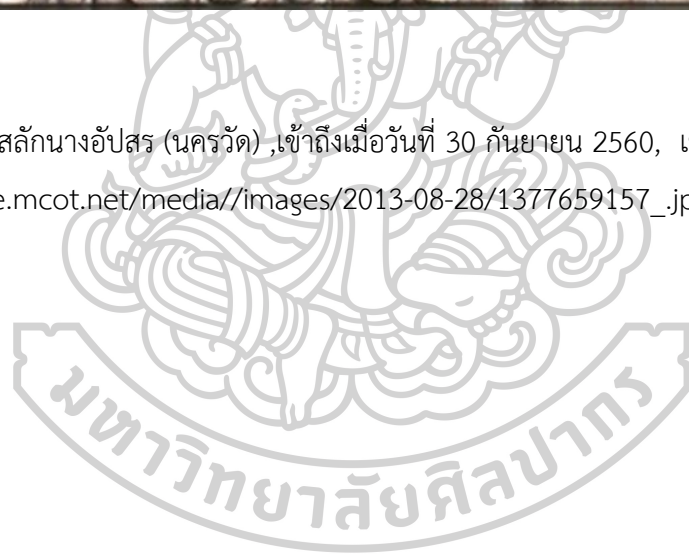 สลักนางอัปสร (นครวัด) ,เข้าถึงเมื่อวันที่ 30 กันยายน 2560,
e.mcot.net/media//images/2013-08-28/1377659157_.jp
มหาวิทยาลัยศิลปากร